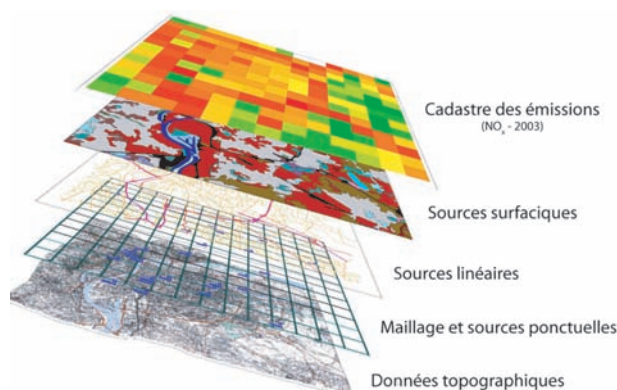 Cadastre des émissions
(NOx - 2003)
Sources surfaciques
Sources linéaires
Maillage et sources ponctuelles
Données topographiques